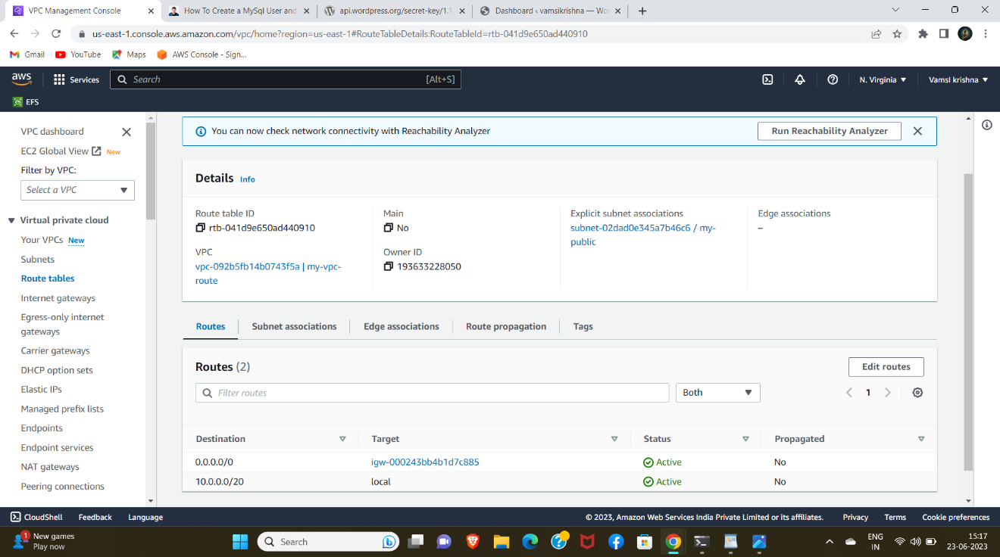 VPC Management Console
How To Create a MySql User and
api.wordpress.org/secret-key/1.1
Dashboard ‹ vamsikrishna — Wo
us-east-1.console.aws.amazon.com/vpc/home?region=us-east-1#RouteTableDetails:RouteTableId=rtb-041d9e650ad440910
Gmail YouTube Maps AWS Console - Sign...
aws Services Search [Alt+S] N. Virginia VamsI krishna
EFS
VPC dashboard
EC2 Global View New
Filter by VPC:
Select a VPC
Virtual private cloud
Your VPCs New
Subnets
Route tables
Internet gateways
Egress-only internet
gateways
Carrier gateways
DHCP option sets
Elastic IPs
Managed prefix lists
Endpoints
Endpoint services
NAT gateways
Peering connections
You can now check network connectivity with Reachability Analyzer
Run Reachability Analyzer
Details Info
Route table ID
rtb-041d9e650ad440910
VPC
vpc-092b5fb14b0743f5a | my-vpc-
route
Main
No
Owner ID
193633228050
Explicit subnet associations
subnet-02dad0e345a7b46c6 / my-
public
Edge associations
–
Routes Subnet associations Edge associations Route propagation Tags
Routes (2)
Edit routes
Filter routes
Both
1
Destination Target Status Propagated
0.0.0.0/0 igw-000243bb4b1d7c885 Active No
10.0.0.0/20 local Active No
CloudShell Feedback Language © 2023, Amazon Web Services India Private Limited or its affiliates. Privacy Terms Cookie preferences
1
New games
Play now
Search
ENG
IN
15:17
23-06-2023